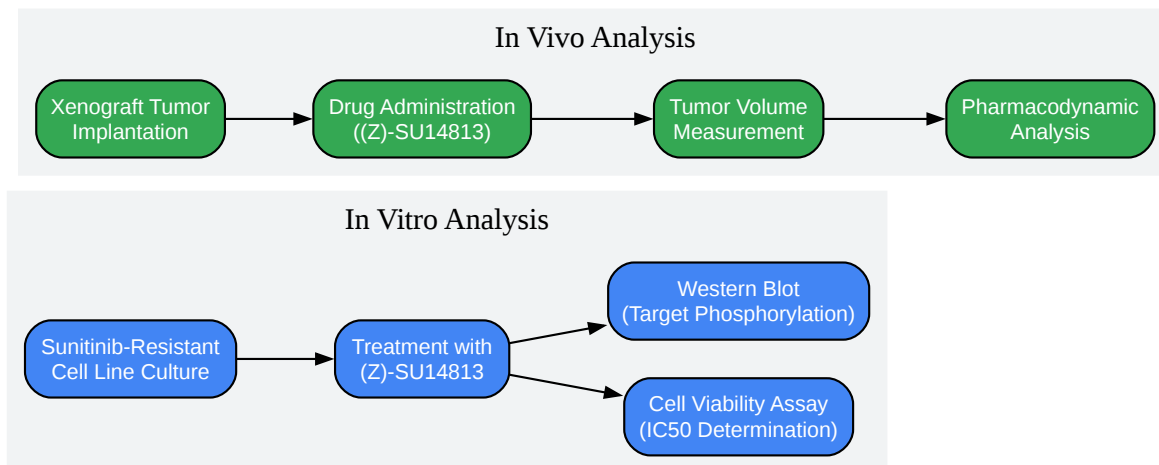 In Vivo Analysis
Xenograft Tumor
Implantation
Drug Administration
((Z)-SU14813)
Tumor Volume
Measurement
Pharmacodynamic
Analysis
In Vitro Analysis
Sunitinib-Resistant
Cell Line Culture
Treatment with
(Z)-SU14813
Western Blot
(Target Phosphorylation)
Cell Viability Assay
(IC50 Determination)